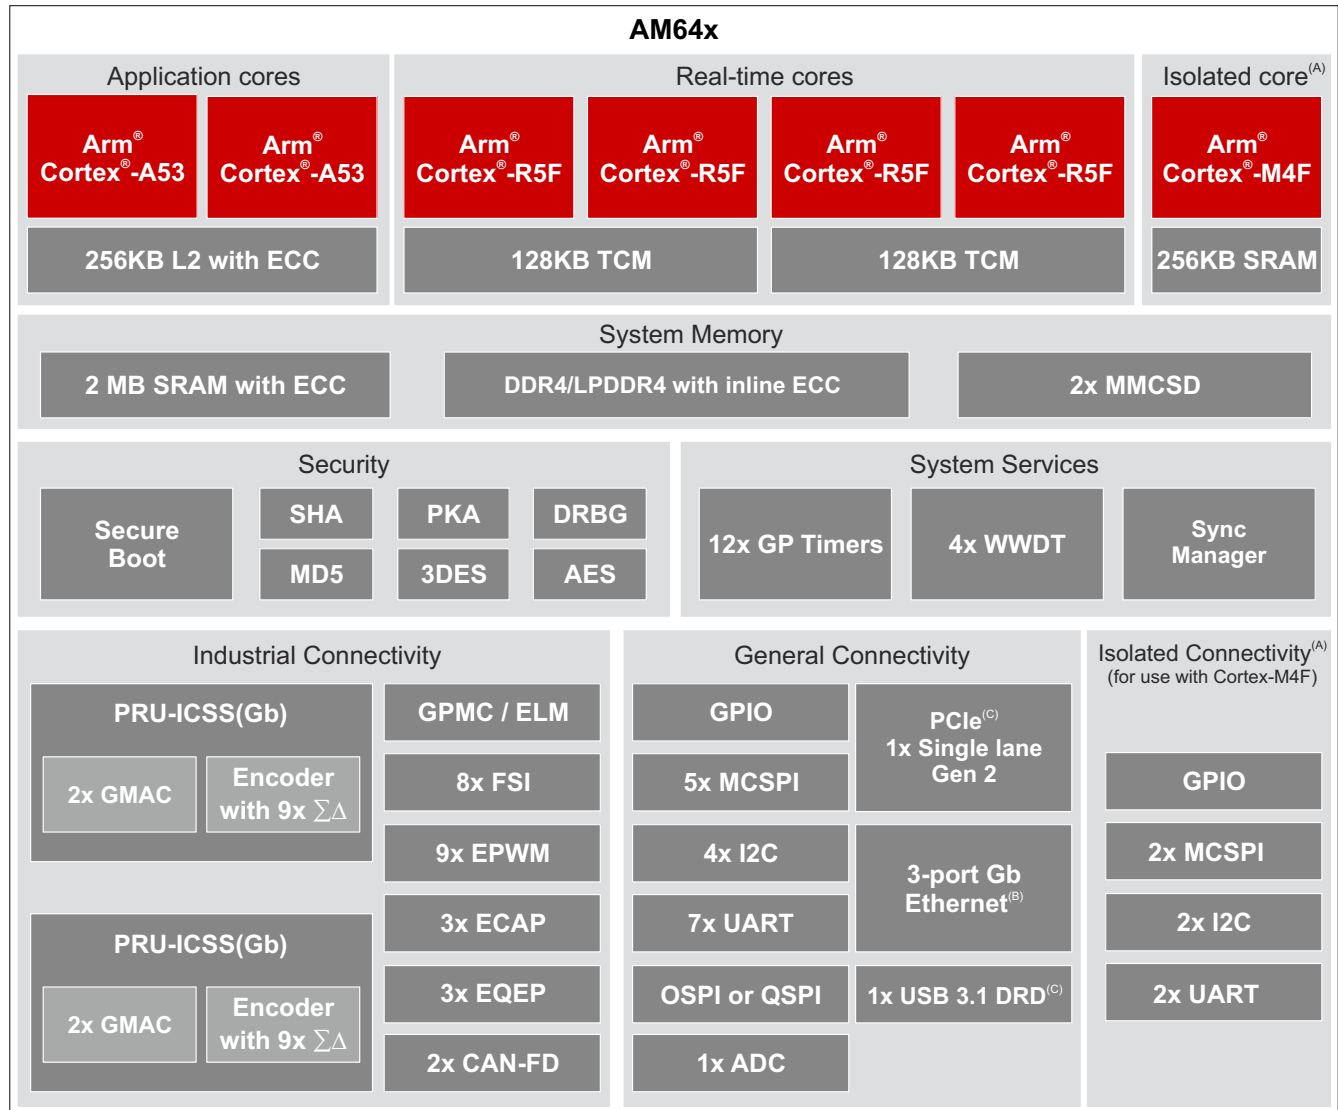 AM64x
Application cores
Arm®
Cortex®-A53
Arm®
Cortex®-A53
256KB L2 with ECC
Real-time cores
Arm®
Cortex®-R5F
Arm®
Cortex®-R5F
Arm®
Cortex®-R5F
Arm®
Cortex®-R5F
128KB TCM
128KB TCM
Isolated core(A)
Arm®
Cortex®-M4F
256KB SRAM
System Memory
2 MB SRAM with ECC
DDR4/LPDDR4 with inline ECC
2x MMCSD
Security
Secure
Boot
SHA
PKA
DRBG
MD5
3DES
AES
System Services
12x GP Timers
4x WWDT
Sync
Manager
Industrial Connectivity
PRU-ICSS(Gb)
2x GMAC
Encoder
with 9x ∑∆
PRU-ICSS(Gb)
2x GMAC
Encoder
with 9x ∑∆
GPMC / ELM
8x FSI
9x EPWM
3x ECAP
3x EQEP
2x CAN-FD
General Connectivity
GPIO
5x MCSPI
4x I2C
7x UART
OSPI or QSPI
1x ADC
PCIe(C)
1x Single lane
Gen 2
3-port Gb
Ethernet(B)
1x USB 3.1 DRD(C)
Isolated Connectivity(A)
(for use with Cortex-M4F)
GPIO
2x MCSPI
2x I2C
2x UART